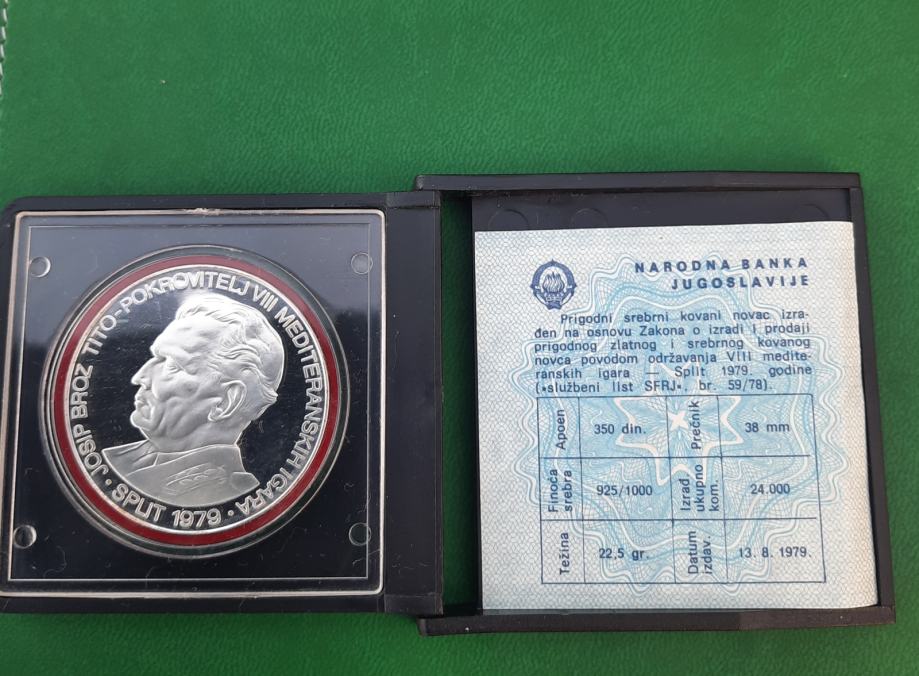 JOSIP BROZ TITO-POKROVITELJ VIII MEDITERANSKIH IGARA
· SPLIT 1979 ·
NARODNA BANKA
JUGOSLAVIJE
Prigodni srebrni kovani novac izra-
đen na osnovu Zakona o izradi i prodaji
prigodnog zlatnog i srebrnog kovanog
novca povodom održavanja VIII medite-
ranskih igara — Split 1979. godine
(»službeni list SFRJ«, br. 59/78).
Apoen 350 din. Prečnik 38 mm
Finoća srebra 925/1000 Izrađ. ukupno kom. 24.000
Težina 22,5 gr. Datum izdav. 13. 8. 1979.